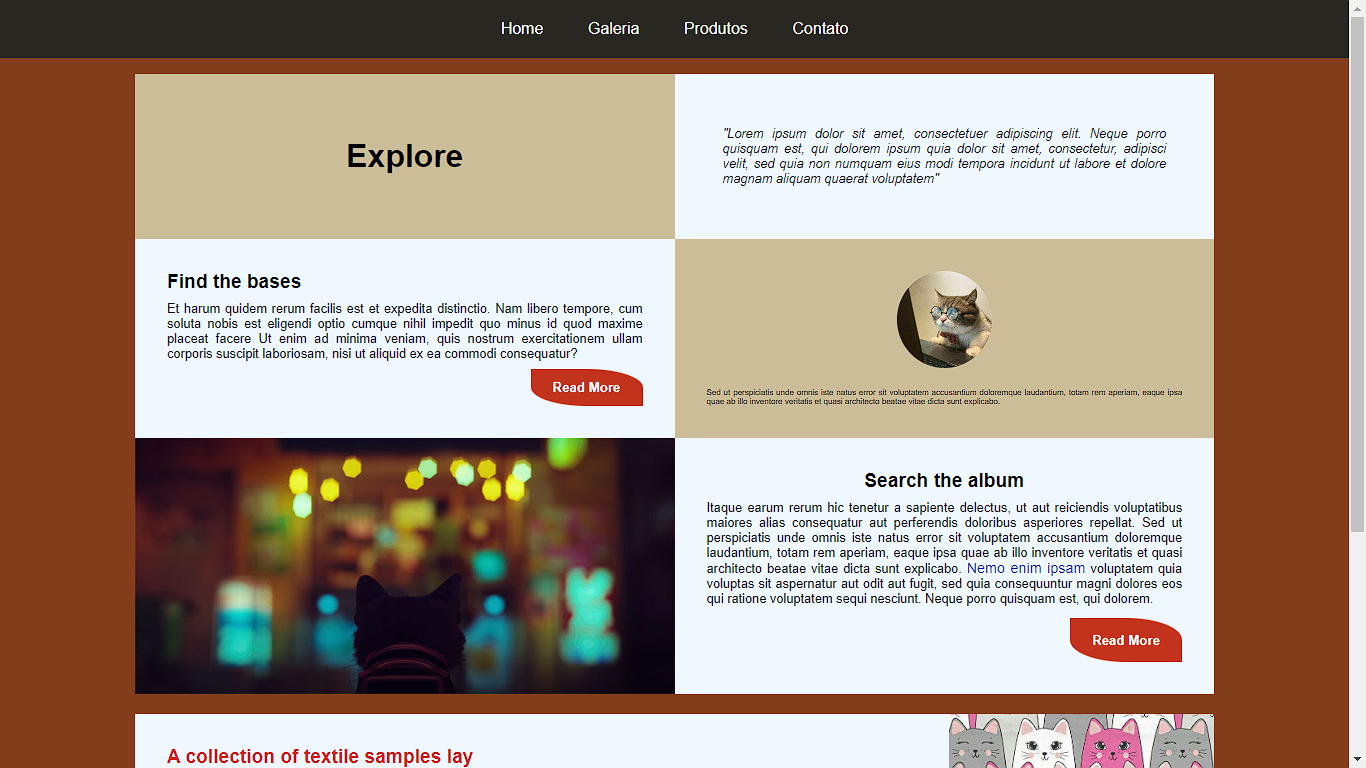 Home Galeria Produtos Contato
Explore
"Lorem ipsum dolor sit amet, consectetuer adipiscing elit. Neque porro
quisquam est, qui dolorem ipsum quia dolor sit amet, consectetur, adipisci
velit, sed quia non numquam eius modi tempora incidunt ut labore et dolore
magnam aliquam quaerat voluptatem"
Find the bases
Et harum quidem rerum facilis est et expedita distinctio. Nam libero tempore, cum
soluta nobis est eligendi optio cumque nihil impedit quo minus id quod maxime
placeat facere Ut enim ad minima veniam, quis nostrum exercitationem ullam
corporis suscipit laboriosam, nisi ut aliquid ex ea commodi consequatur?
Read More
Sed ut perspiciatis unde omnis iste natus error sit voluptatem accusantium doloremque laudantium, totam rem aperiam, eaque ipsa
quae ab illo inventore veritatis et quasi architecto beatae vitae dicta sunt explicabo.
Search the album
Itaque earum rerum hic tenetur a sapiente delectus, ut aut reiciendis voluptatibus
maiores alias consequatur aut perferendis doloribus asperiores repellat. Sed ut
perspiciatis unde omnis iste natus error sit voluptatem accusantium doloremque
laudantium, totam rem aperiam, eaque ipsa quae ab illo inventore veritatis et quasi
architecto beatae vitae dicta sunt explicabo. Nemo enim ipsam voluptatem quia
voluptas sit aspernatur aut odit aut fugit, sed quia consequuntur magni dolores eos
qui ratione voluptatem sequi nesciunt. Neque porro quisquam est, qui dolorem.
Read More
A collection of textile samples lay